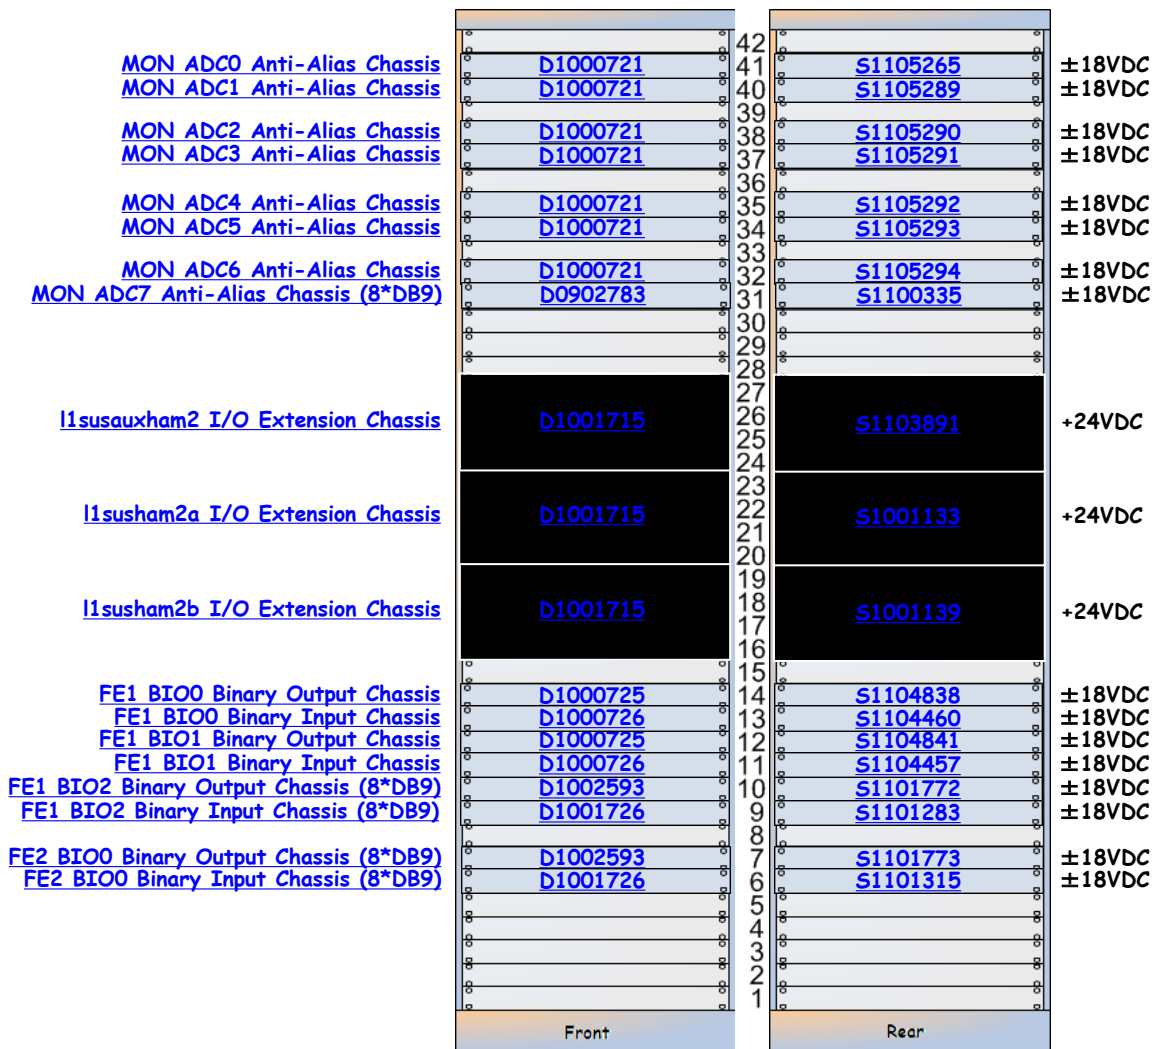 42
MON ADC0 Anti-Alias Chassis D1000721 41 S1105265 ±18VDC
MON ADC1 Anti-Alias Chassis D1000721 40 S1105289 ±18VDC
39
MON ADC2 Anti-Alias Chassis D1000721 38 S1105290 ±18VDC
MON ADC3 Anti-Alias Chassis D1000721 37 S1105291 ±18VDC
36
MON ADC4 Anti-Alias Chassis D1000721 35 S1105292 ±18VDC
MON ADC5 Anti-Alias Chassis D1000721 34 S1105293 ±18VDC
33
MON ADC6 Anti-Alias Chassis D1000721 32 S1105294 ±18VDC
MON ADC7 Anti-Alias Chassis (8*DB9) D0902783 31 S1100335 ±18VDC
30
29
28
27
l1susauxham2 I/O Extension Chassis D1001715 26 S1103891 +24VDC
25
24
23
l1susham2a I/O Extension Chassis D1001715 22 S1001133 +24VDC
21
20
19
l1susham2b I/O Extension Chassis D1001715 18 S1001139 +24VDC
17
16
15
FE1 BIO0 Binary Output Chassis D1000725 14 S1104838 ±18VDC
FE1 BIO0 Binary Input Chassis D1000726 13 S1104460 ±18VDC
FE1 BIO1 Binary Output Chassis D1000725 12 S1104841 ±18VDC
FE1 BIO1 Binary Input Chassis D1000726 11 S1104457 ±18VDC
FE1 BIO2 Binary Output Chassis (8*DB9) D1002593 10 S1101772 ±18VDC
FE1 BIO2 Binary Input Chassis (8*DB9) D1001726 9 S1101283 ±18VDC
8
FE2 BIO0 Binary Output Chassis (8*DB9) D1002593 7 S1101773 ±18VDC
FE2 BIO0 Binary Input Chassis (8*DB9) D1001726 6 S1101315 ±18VDC
5
4
3
2
1
Front Rear